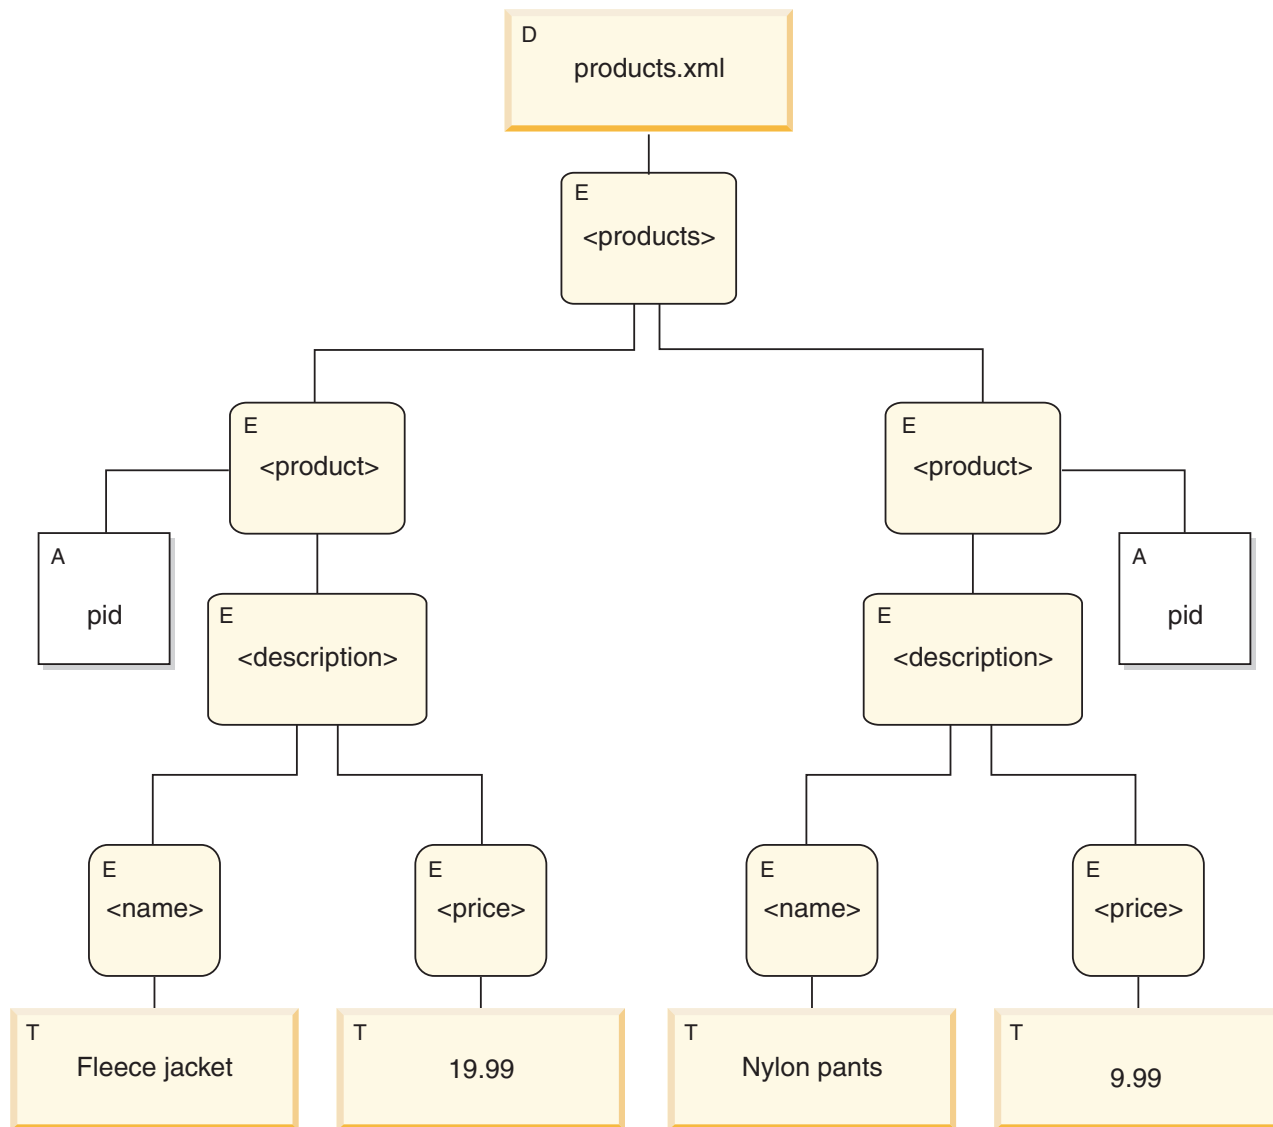 D
products.xml
E
<products>
E
<product>
E
<product>
A
pid
A
pid
E
<description>
E
<description>
E
<name>
E
<price>
E
<name>
E
<price>
T
Fleece jacket
T
19.99
T
Nylon pants
T
9.99